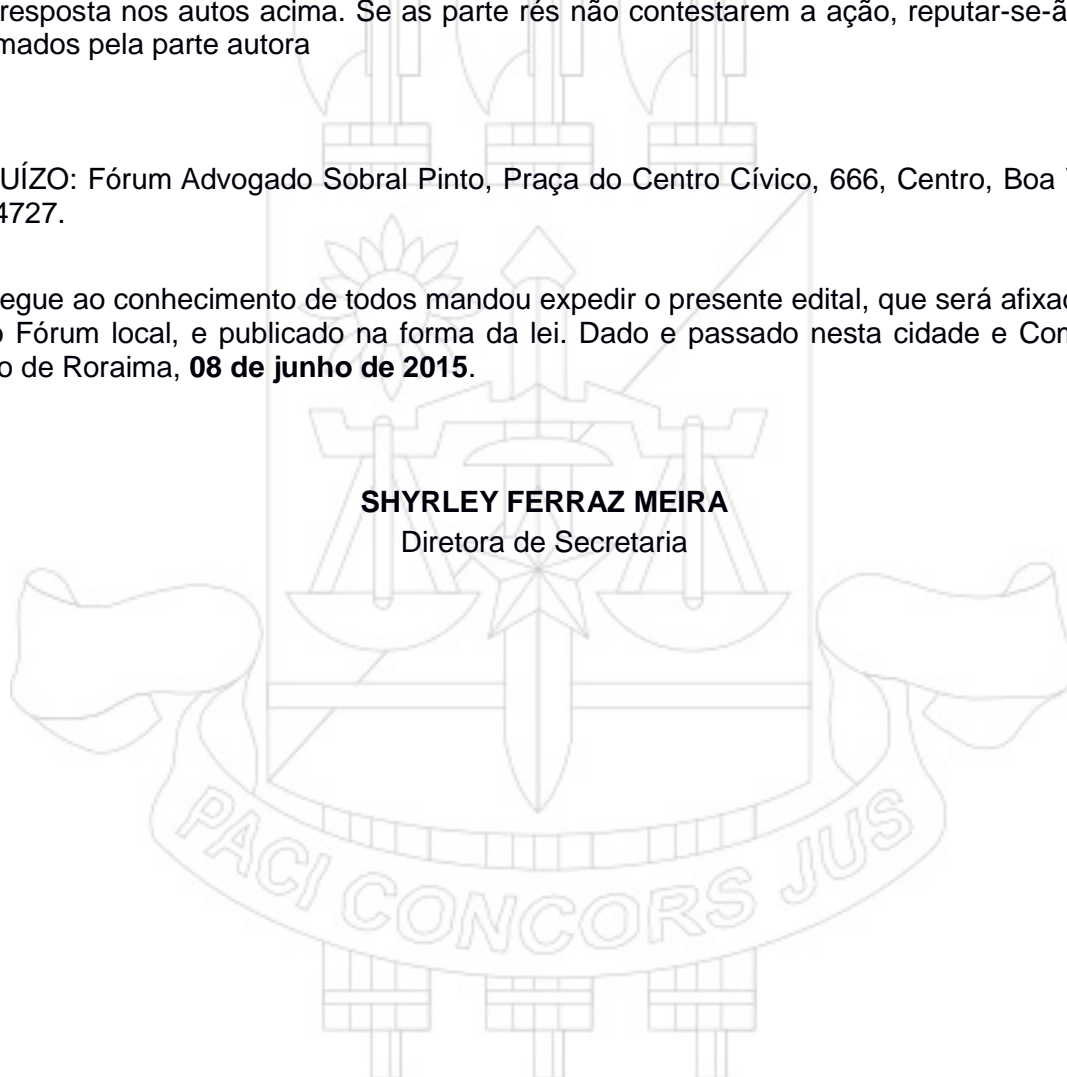 resposta nos autos acima. Se as parte rés não contestarem a ação, reputar-se-ã
mados pela parte autora
UÍZO: Fórum Advogado Sobral Pinto, Praça do Centro Cívico, 666, Centro, Boa
4727.
egue ao conhecimento de todos mandou expedir o presente edital, que será afixa
o Fórum local, e publicado na forma da lei. Dado e passado nesta cidade e Co
o de Roraima, 08 de junho de 2015.
SHYRLEY FERRAZ MEIRA
Diretora de Secretaria
PACI CONCORS JUS